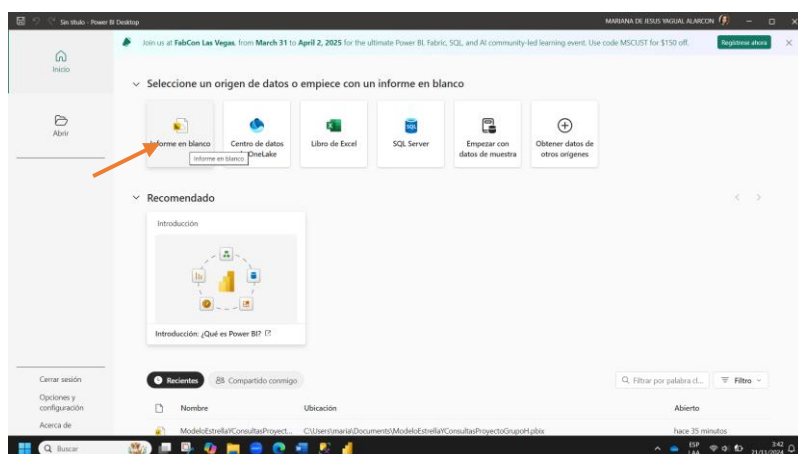 Sin título - Power BI Desktop
MARIANA DE JESUS YAGUAL ALARCON
Join us at FabCon Las Vegas, from March 31 to April 2, 2025 for the ultimate Power BI, Fabric, SQL, and AI community-led learning event. Use code MSCUST for $150 off.
Regístrese ahora
Inicio
Abrir
Seleccione un origen de datos o empiece con un informe en blanco
Informe en blanco
Centro de datos
OneLake
Libro de Excel
SQL Server
Empezar con
datos de muestra
Obtener datos de
otros orígenes
Informe en blanco
Recomendado
Introducción
Introducción: ¿Qué es Power BI?
Recientes
Compartido conmigo
Filtrar por palabra cl...
Filtro
Nombre
Ubicación
Abierto
ModeloEstrellaYConsultasProyect...
C:\Users\maria\Documents\ModeloEstrellaYConsultasProyectoGrupoH.pbix
hace 35 minutos
Cerrar sesión
Opciones y
configuración
Acerca de
Buscar
ESP
LAA
3:42
21/11/2024